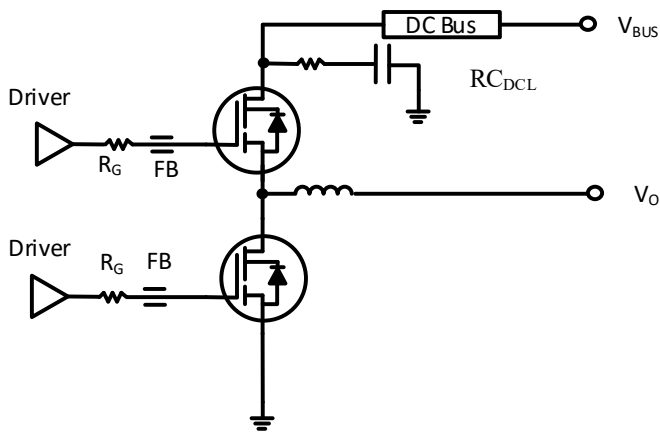 DC Bus
V_BUS
RC_DCL
Driver
R_G
FB
V_O
Driver
R_G
FB